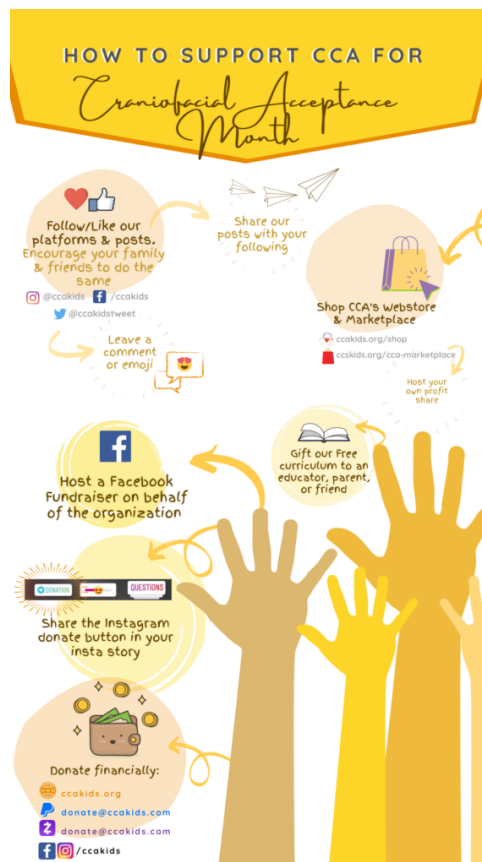 HOW TO SUPPORT CCA FOR
Craniofacial Acceptance
Month
Follow/Like our
platforms & posts.
Encourage your family
& friends to do the
same
@ccakids /ccakids
@ccakidstweet
Share our
posts with your
following
Leave a
comment
or emoji
Shop CCA's Webstore
& Marketplace
ccakids.org/shop
ccskids.org/cca-marketplace
Host your
own profit
share
Gift our Free
curriculum to an
educator, parent,
or friend
Host a Facebook
Fundraiser on behalf
of the organization
DONATION
QUESTIONS
Share the Instagram
donate button in your
insta story
Donate financially:
ccakids.org
donate@ccakids.com
donate@ccakids.com
/ccakids